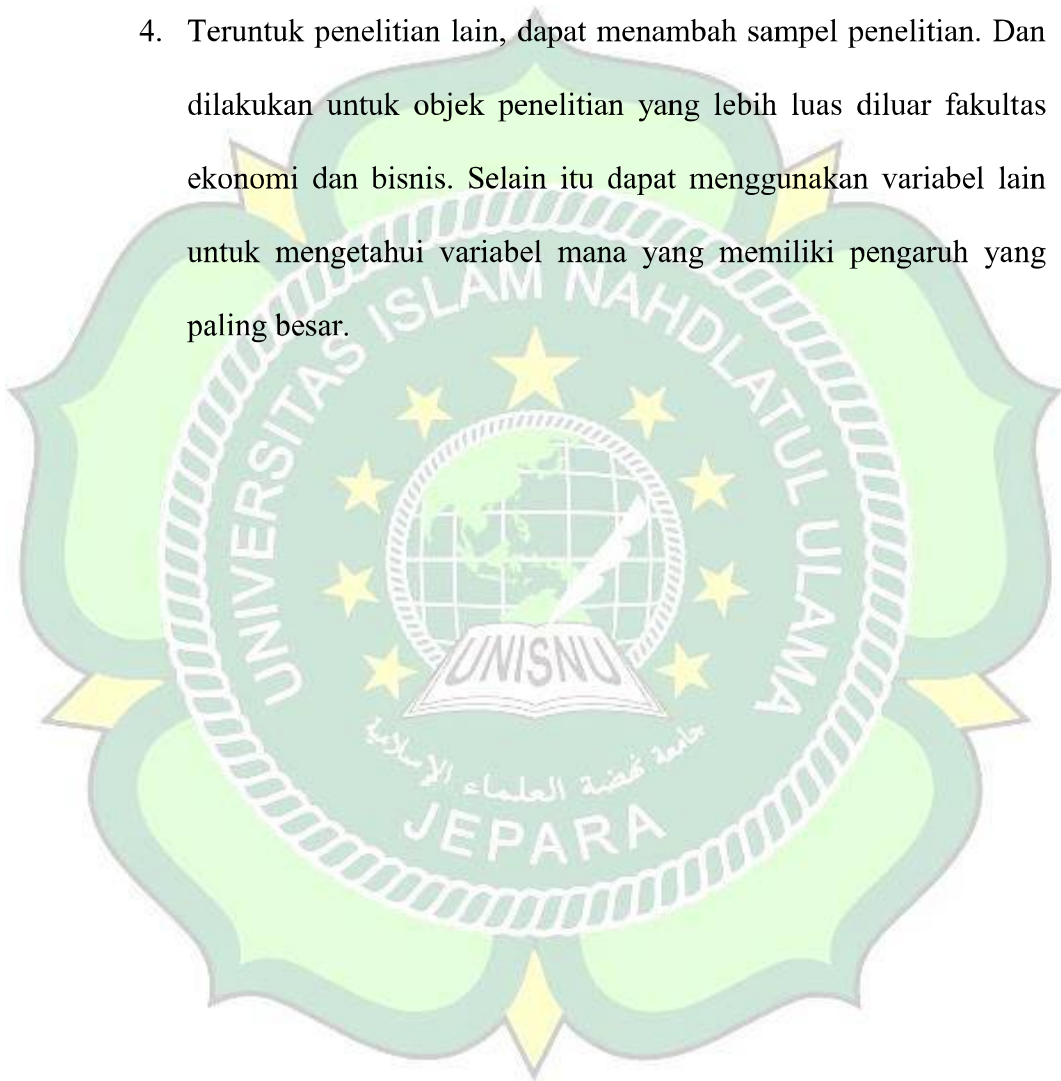 4. Teruntuk penelitian lain, dapat menambah sampel penelitian. Dan
dilakukan untuk objek penelitian yang lebih luas diluar fakultas
ekonomi dan bisnis. Selain itu dapat menggunakan variabel lain
untuk mengetahui variabel mana yang memiliki pengaruh yang
paling besar.
UNIVERSITAS ISLAM NAHDLATUL ULAMA
UNISNU
جامعة نهضة العلماء الإسلامية
JEPARA